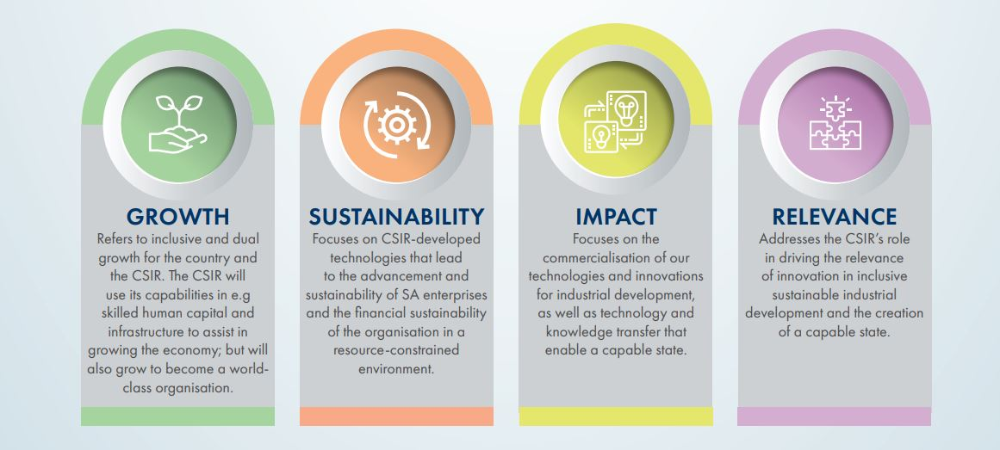 GROWTH
Refers to inclusive and dual
growth for the country and
the CSIR. The CSIR will
use its capabilities in e.g
skilled human capital and
infrastructure to assist in
growing the economy; but will
also grow to become a world-
class organisation.
SUSTAINABILITY
Focuses on CSIR-developed
technologies that lead
to the advancement and
sustainability of SA enterprises
and the financial sustainability
of the organisation in a
resource-constrained
environment.
IMPACT
Focuses on the
commercialisation of our
technologies and innovations
for industrial development,
as well as technology and
knowledge transfer that
enable a capable state.
RELEVANCE
Addresses the CSIR’s role
in driving the relevance
of innovation in inclusive
sustainable industrial
development and the creation
of a capable state.